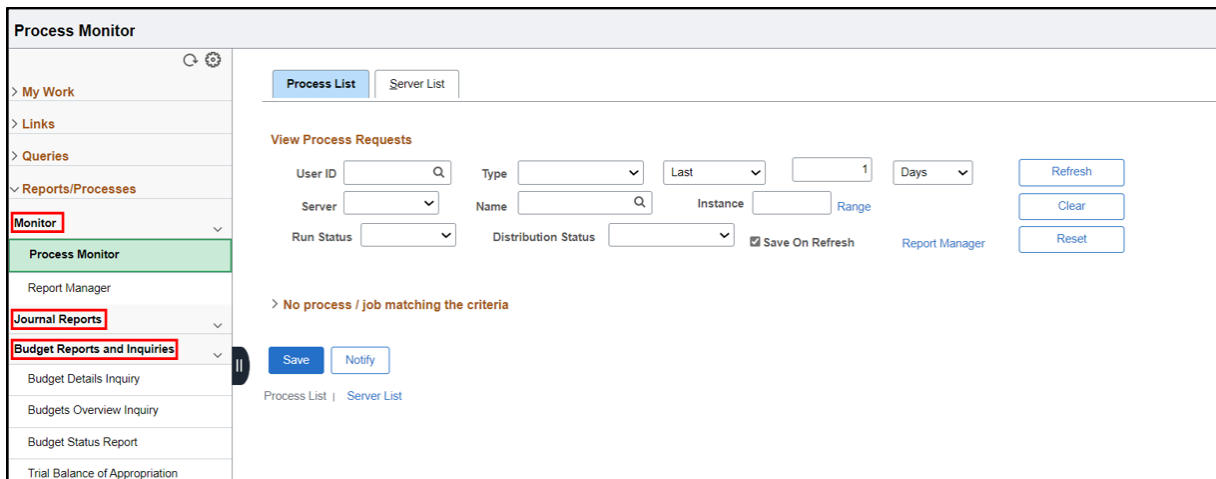 Process Monitor
My Work
Links
Queries
Reports/Processes
Monitor
Process Monitor
Report Manager
Journal Reports
Budget Reports and Inquiries
Budget Details Inquiry
Budgets Overview Inquiry
Budget Status Report
Trial Balance of Appropriation
Process List Server List
View Process Requests
User ID Type Last 1 Days Refresh
Server Name Instance Range Clear
Run Status Distribution Status Save On Refresh Report Manager Reset
No process / job matching the criteria
Save Notify
Process List | Server List